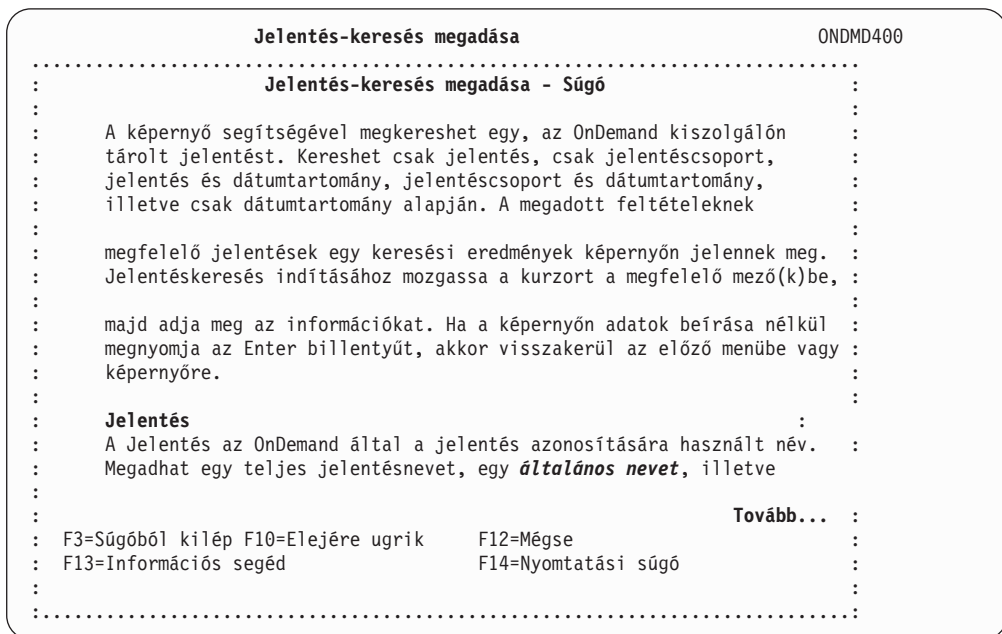 Jelentés-keresés megadása ONDMD400
................................................................................
: Jelentés-keresés megadása - Súgó :
: :
: A képernyő segítségével megkereshet egy, az OnDemand kiszolgálón :
: tárolt jelentést. Kereshet csak jelentés, csak jelentéscsoport, :
: jelentés és dátumtartomány, jelentéscsoport és dátumtartomány, :
: illetve csak dátumtartomány alapján. A megadott feltételeknek :
: :
: megfelelő jelentések egy keresési eredmények képernyőn jelennek meg. :
: Jelentéskeresés indításához mozgassa a kurzort a megfelelő mező(k)be, :
: :
: majd adja meg az információkat. Ha a képernyőn adatok beírása nélkül :
: megnyomja az Enter billentyűt, akkor visszakerül az előző menübe vagy :
: képernyőre. :
: :
: Jelentés :
: A Jelentés az OnDemand által a jelentés azonosítására használt név. :
: Megadhat egy teljes jelentésnevet, egy általános nevet, illetve :
: :
: Tovább... :
: F3=Súgóból kilép F10=Elejére ugrik F12=Mégse :
: F13=Információs segéd F14=Nyomtatási súgó :
: :
:..............................................................................: